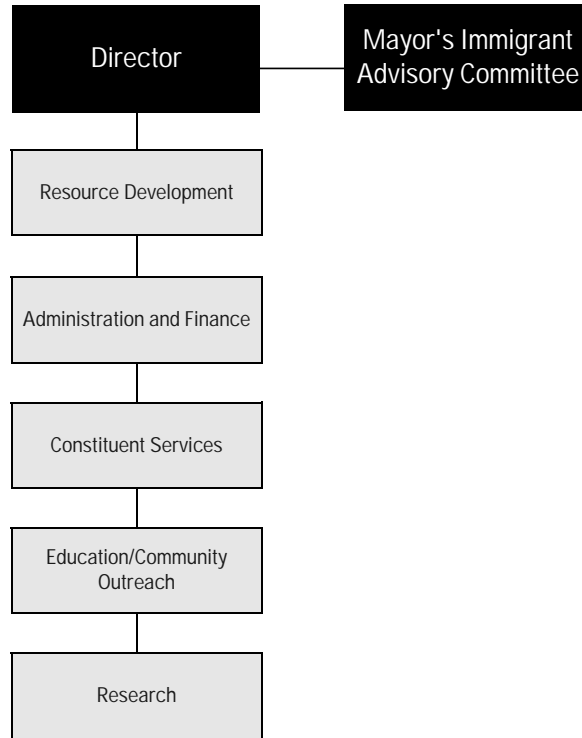 Director
Mayor's Immigrant
Advisory Committee
Resource Development
Administration and Finance
Constituent Services
Education/Community
Outreach
Research